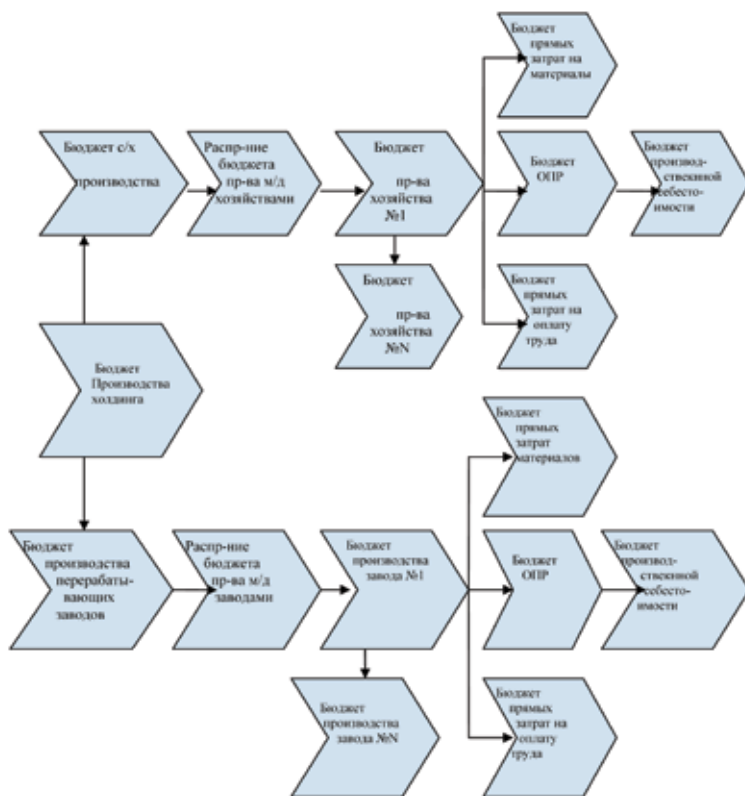 Бюджет
прямых
затрат на
материалы
Бюджет с/х
производства
Распр-ние
бюджета
пр-ва м/д
хозяйствами
Бюджет
пр-ва
хозяйства
№1
Бюджет
ОПР
Бюджет
производ-
ственнной
себесто-
имости
Бюджет
пр-ва
хозяйства
№N
Бюджет
прямых
затрат на
оплату
труда
Бюджет
Производства
холдинга
Бюджет
прямых
затрат
материалов
Бюджет
производства
перерабаты-
вающих
заводов
Распр-ние
бюджета
пр-ва м/д
заводами
Бюджет
производства
завода №1
Бюджет
ОПР
Бюджет
производ-
ственнной
себесто-
имости
Бюджет
производства
завода №N
Бюджет
прямых
затрат на
оплату
труда